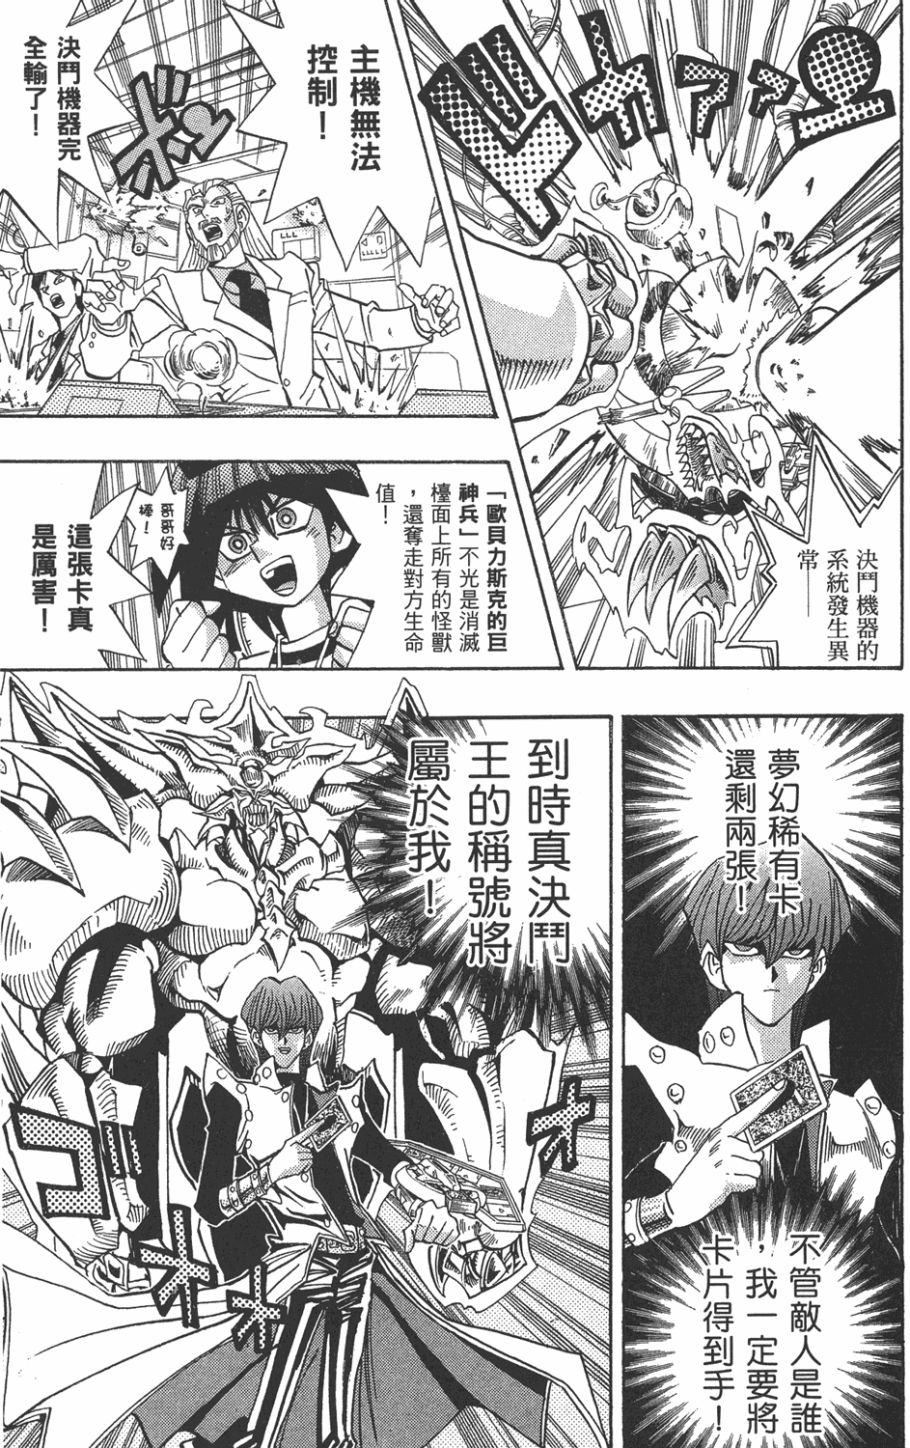 ドカァァァ
決鬥機器的
系統發生異
常——
主機無法
控制！
ボン
決鬥機器完
全輸了！
「歐貝力斯克的巨
神兵」不光是消滅
檯面上所有的怪獸
，還奪走對方生命
值！
哥哥好
棒！
這張卡真
是厲害！
夢幻稀有卡
還剩兩張！
不管敵人是誰
，我一定要將
卡片得到手！
到時真決鬥
王的稱號將
屬於我！
ゴオオオオ